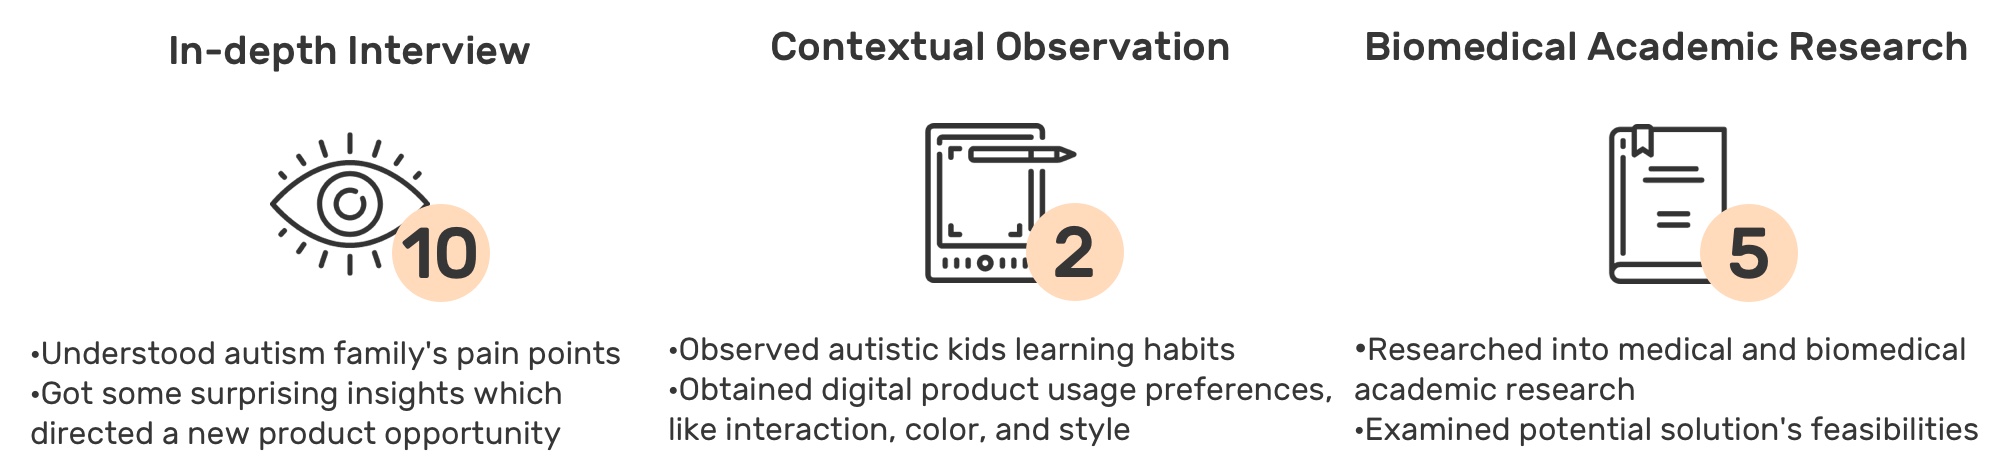 In-depth Interview
10
•Understood autism family's pain points
•Got some surprising insights which
directed a new product opportunity
Contextual Observation
2
•Observed autistic kids learning habits
•Obtained digital product usage preferences,
like interaction, color, and style
Biomedical Academic Research
5
•Researched into medical and biomedical
academic research
•Examined potential solution's feasibilities